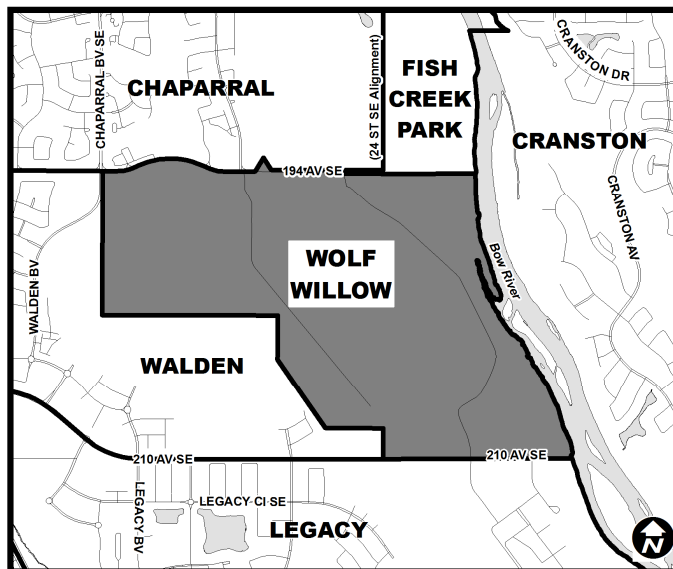 CHAPARRAL BV SE
CHAPARRAL
(24 ST SE Alignment)
FISH
CREEK
PARK
CRANSTON DR
CRANSTON
194 AV SE
CRANSTON AV
WOLF
WILLOW
Bow River
WALDEN BV
WALDEN
210 AV SE
210 AV SE
LEGACY BV
LEGACY CI SE
LEGACY
N